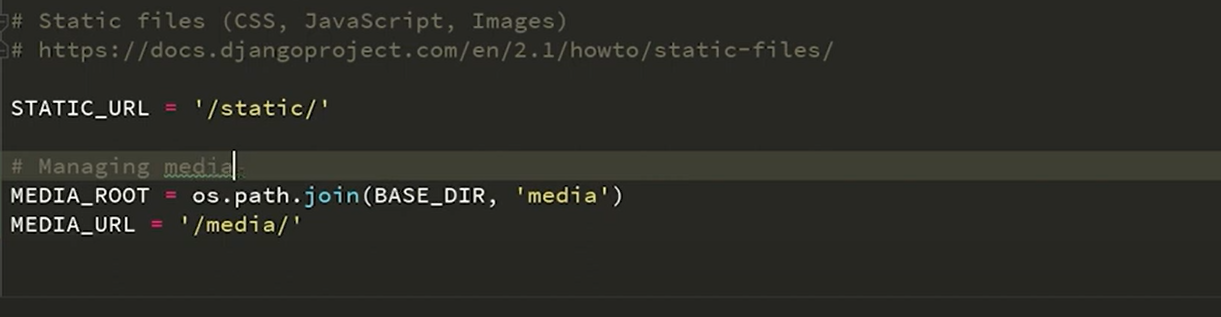 # Static files (CSS, JavaScript, Images)
# https://docs.djangoproject.com/en/2.1/howto/static-files/
STATIC_URL = '/static/'
# Managing media
MEDIA_ROOT = os.path.join(BASE_DIR, 'media')
MEDIA_URL = '/media/'